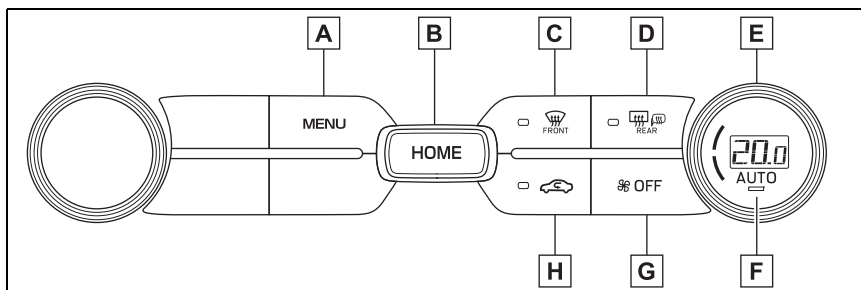 A B C D E
MENU
HOME
FRONT
REAR
20.0
AUTO
OFF
H G F